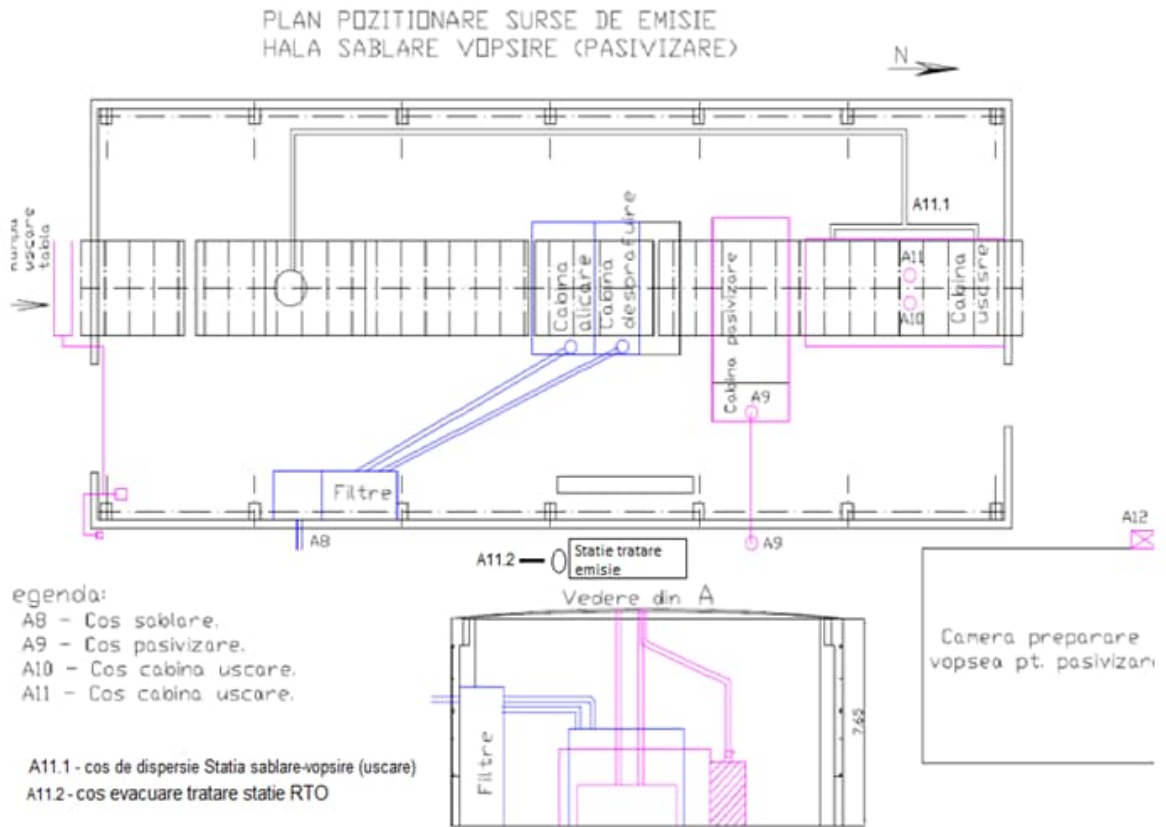 PLAN POZITIONARE SURSE DE EMISIE
HALA SABLARE VOPSIRE (PASIVIZARE)
N
uscare
tabla
A11.1
Cabina
alicare
Cabina
desprafuire
Cabina pasivizare
A11
A10
Cabina
uscsre
A9
Filtre
A8
A9
A12
A11.2
Statie tratare
emisie
Vedere din A
egenda:
A8 - Cos sablare.
A9 - Cos pasivizare.
A10 - Cos cabina uscare.
A11 - Cos cabina uscare.
A11.1 - cos de dispersie Statia sablare-vopsire (uscare)
A11.2 - cos evacuare tratare statie RTO
Filtre
7.65
Camera preparare
vopsea pt. pasivizar